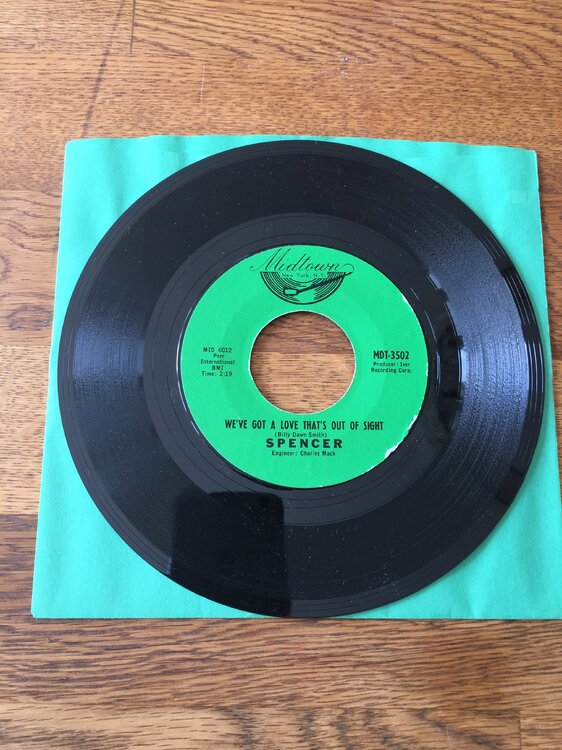 Midtown
New York, N.Y.
MID 6012
Peer
International
BMI
Time: 2:19
MDT-3502
Producer: Ever
Recording Corp.
WE'VE GOT A LOVE THAT'S OUT OF SIGHT
(Billy Dawn Smith)
SPENCER
Engineer: Charles Mack